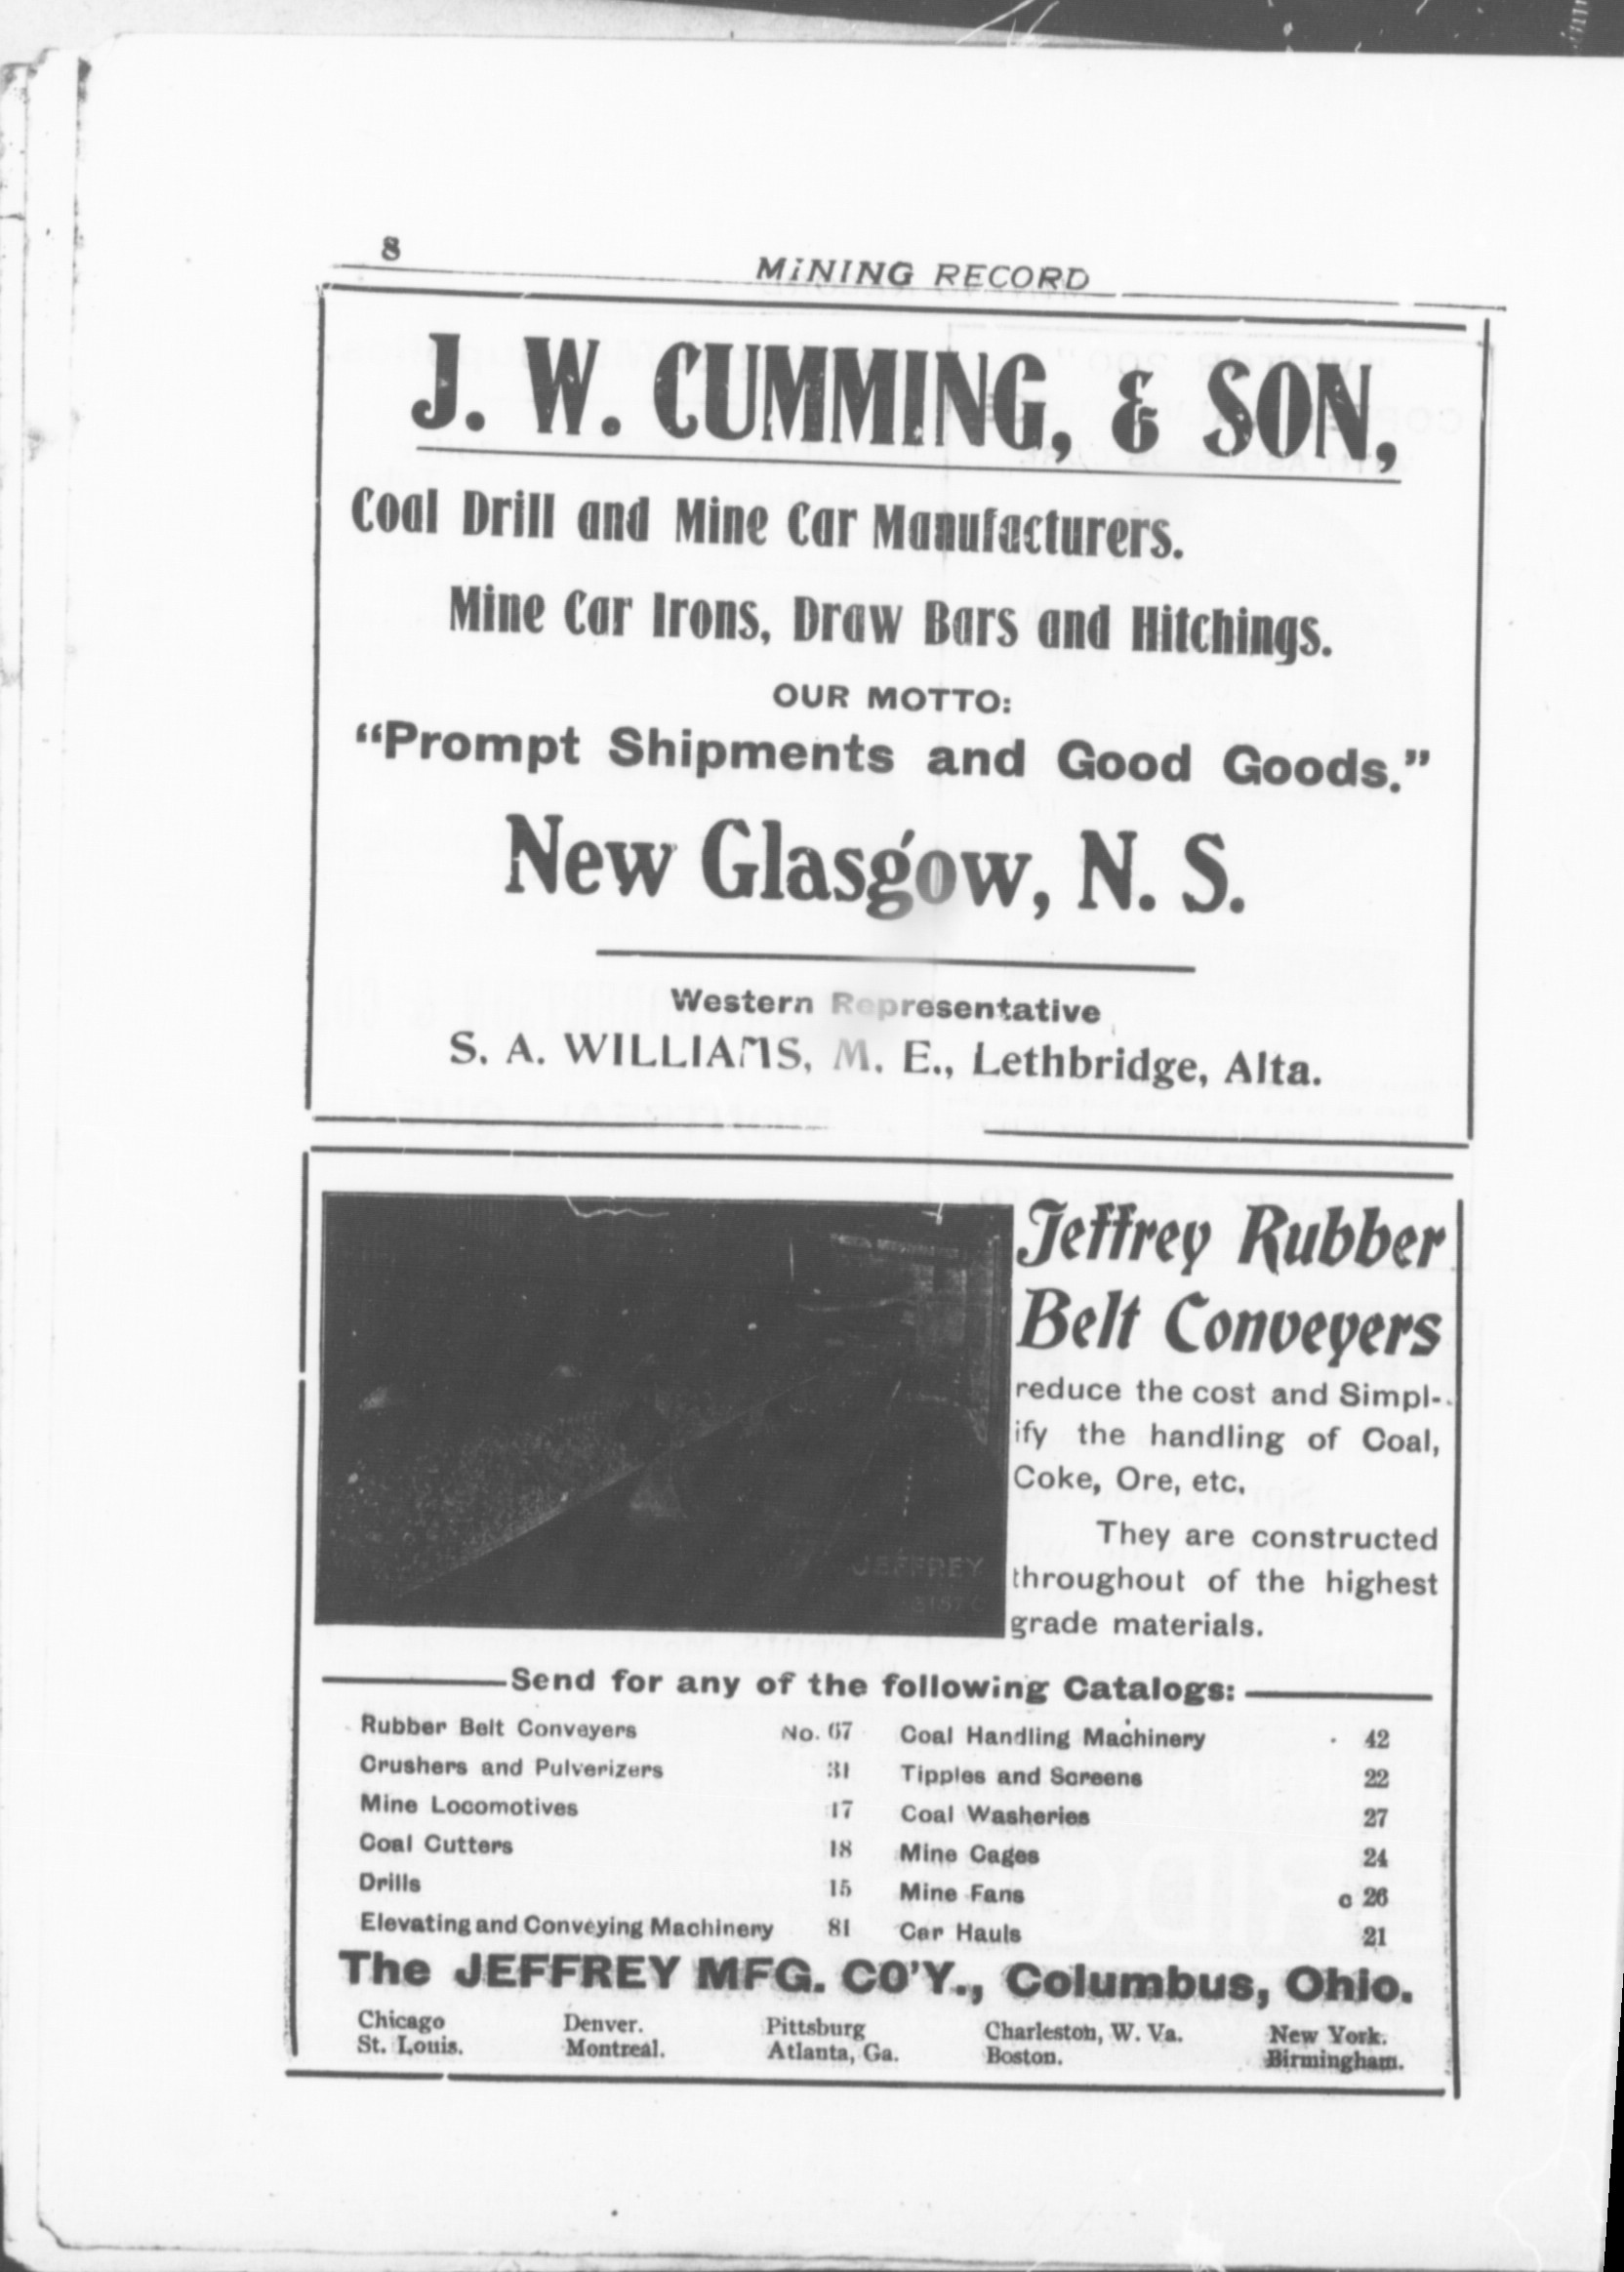 8
MINING RECORD
J. W. CUMMING, & SON,
Coal Drill and Mine Car Manufacturers.
Mine Car Irons, Draw Bars and Hitchings.
OUR MOTTO:
“Prompt Shipments and Good Goods.”
New Glasgow, N. S.
Western Representative
S. A. WILLIAMS, M. E., Lethbridge, Alta.
Jeffrey Rubber
Belt Conveyers
reduce the cost and Simpl-
ify the handling of Coal,
Coke, Ore, etc.
They are constructed
throughout of the highest
grade materials.
JEFFREY
3157 C
Send for any of the following Catalogs:
Rubber Belt Conveyers No. 67 Coal Handling Machinery 42
Crushers and Pulverizers 31 Tipples and Screens 22
Mine Locomotives 17 Coal Washeries 27
Coal Cutters 18 Mine Cages 24
Drills 15 Mine Fans c 26
Elevating and Conveying Machinery 81 Car Hauls 21
The JEFFREY MFG. CO'Y., Columbus, Ohio.
Chicago Denver. Pittsburg Charleston, W. Va. New York.
St. Louis. Montreal. Atlanta, Ga. Boston. Birmingham.